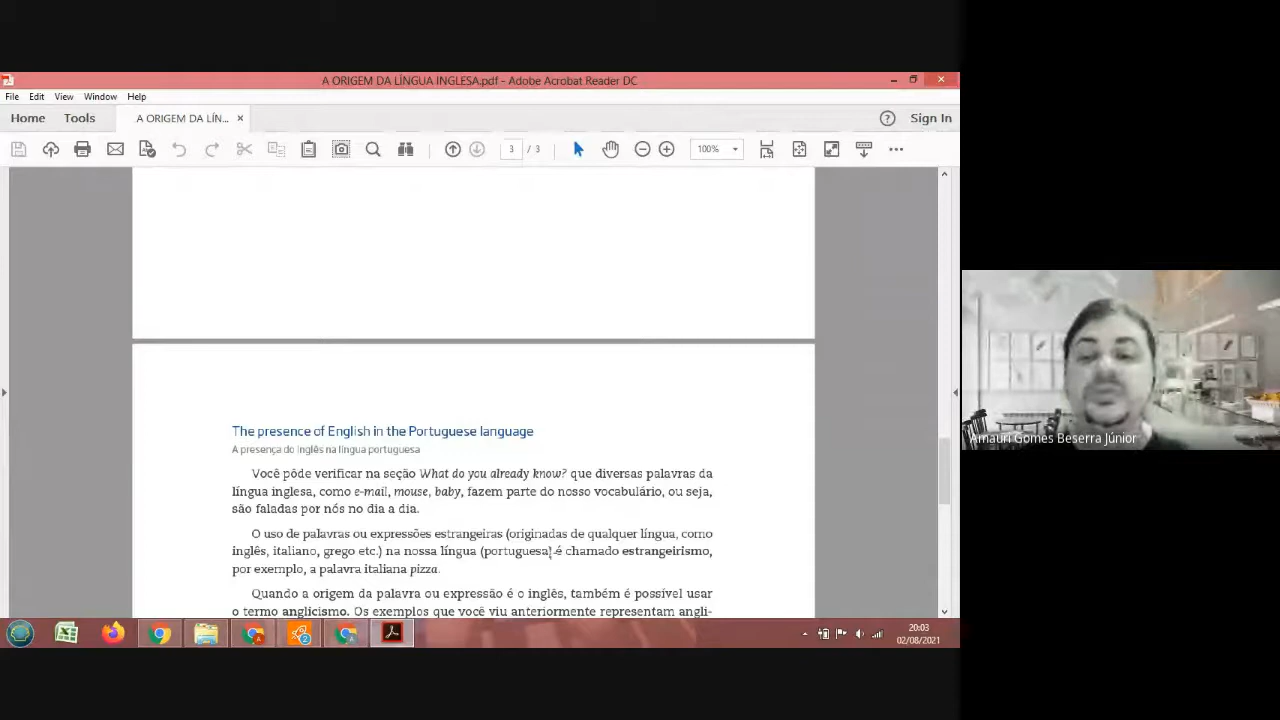 A ORIGEM DA LÍNGUA INGLESA.pdf - Adobe Acrobat Reader DC
File Edit View Window Help
Home Tools A ORIGEM DA LÍN... × Sign In
3 / 3 100%
The presence of English in the Portuguese language
A presença do inglês na língua portuguesa
Você pôde verificar na seção What do you already know? que diversas palavras da
língua inglesa, como e-mail, mouse, baby, fazem parte do nosso vocabulário, ou seja,
são faladas por nós no dia a dia.
O uso de palavras ou expressões estrangeiras (originadas de qualquer língua, como
inglês, italiano, grego etc.) na nossa língua (portuguesa) é chamado estrangeirismo,
por exemplo, a palavra italiana pizza.
Quando a origem da palavra ou expressão é o inglês, também é possível usar
o termo anglicismo. Os exemplos que você viu anteriormente representam angli-
Amauri Gomes Beserra Júnior
20:03
02/08/2021